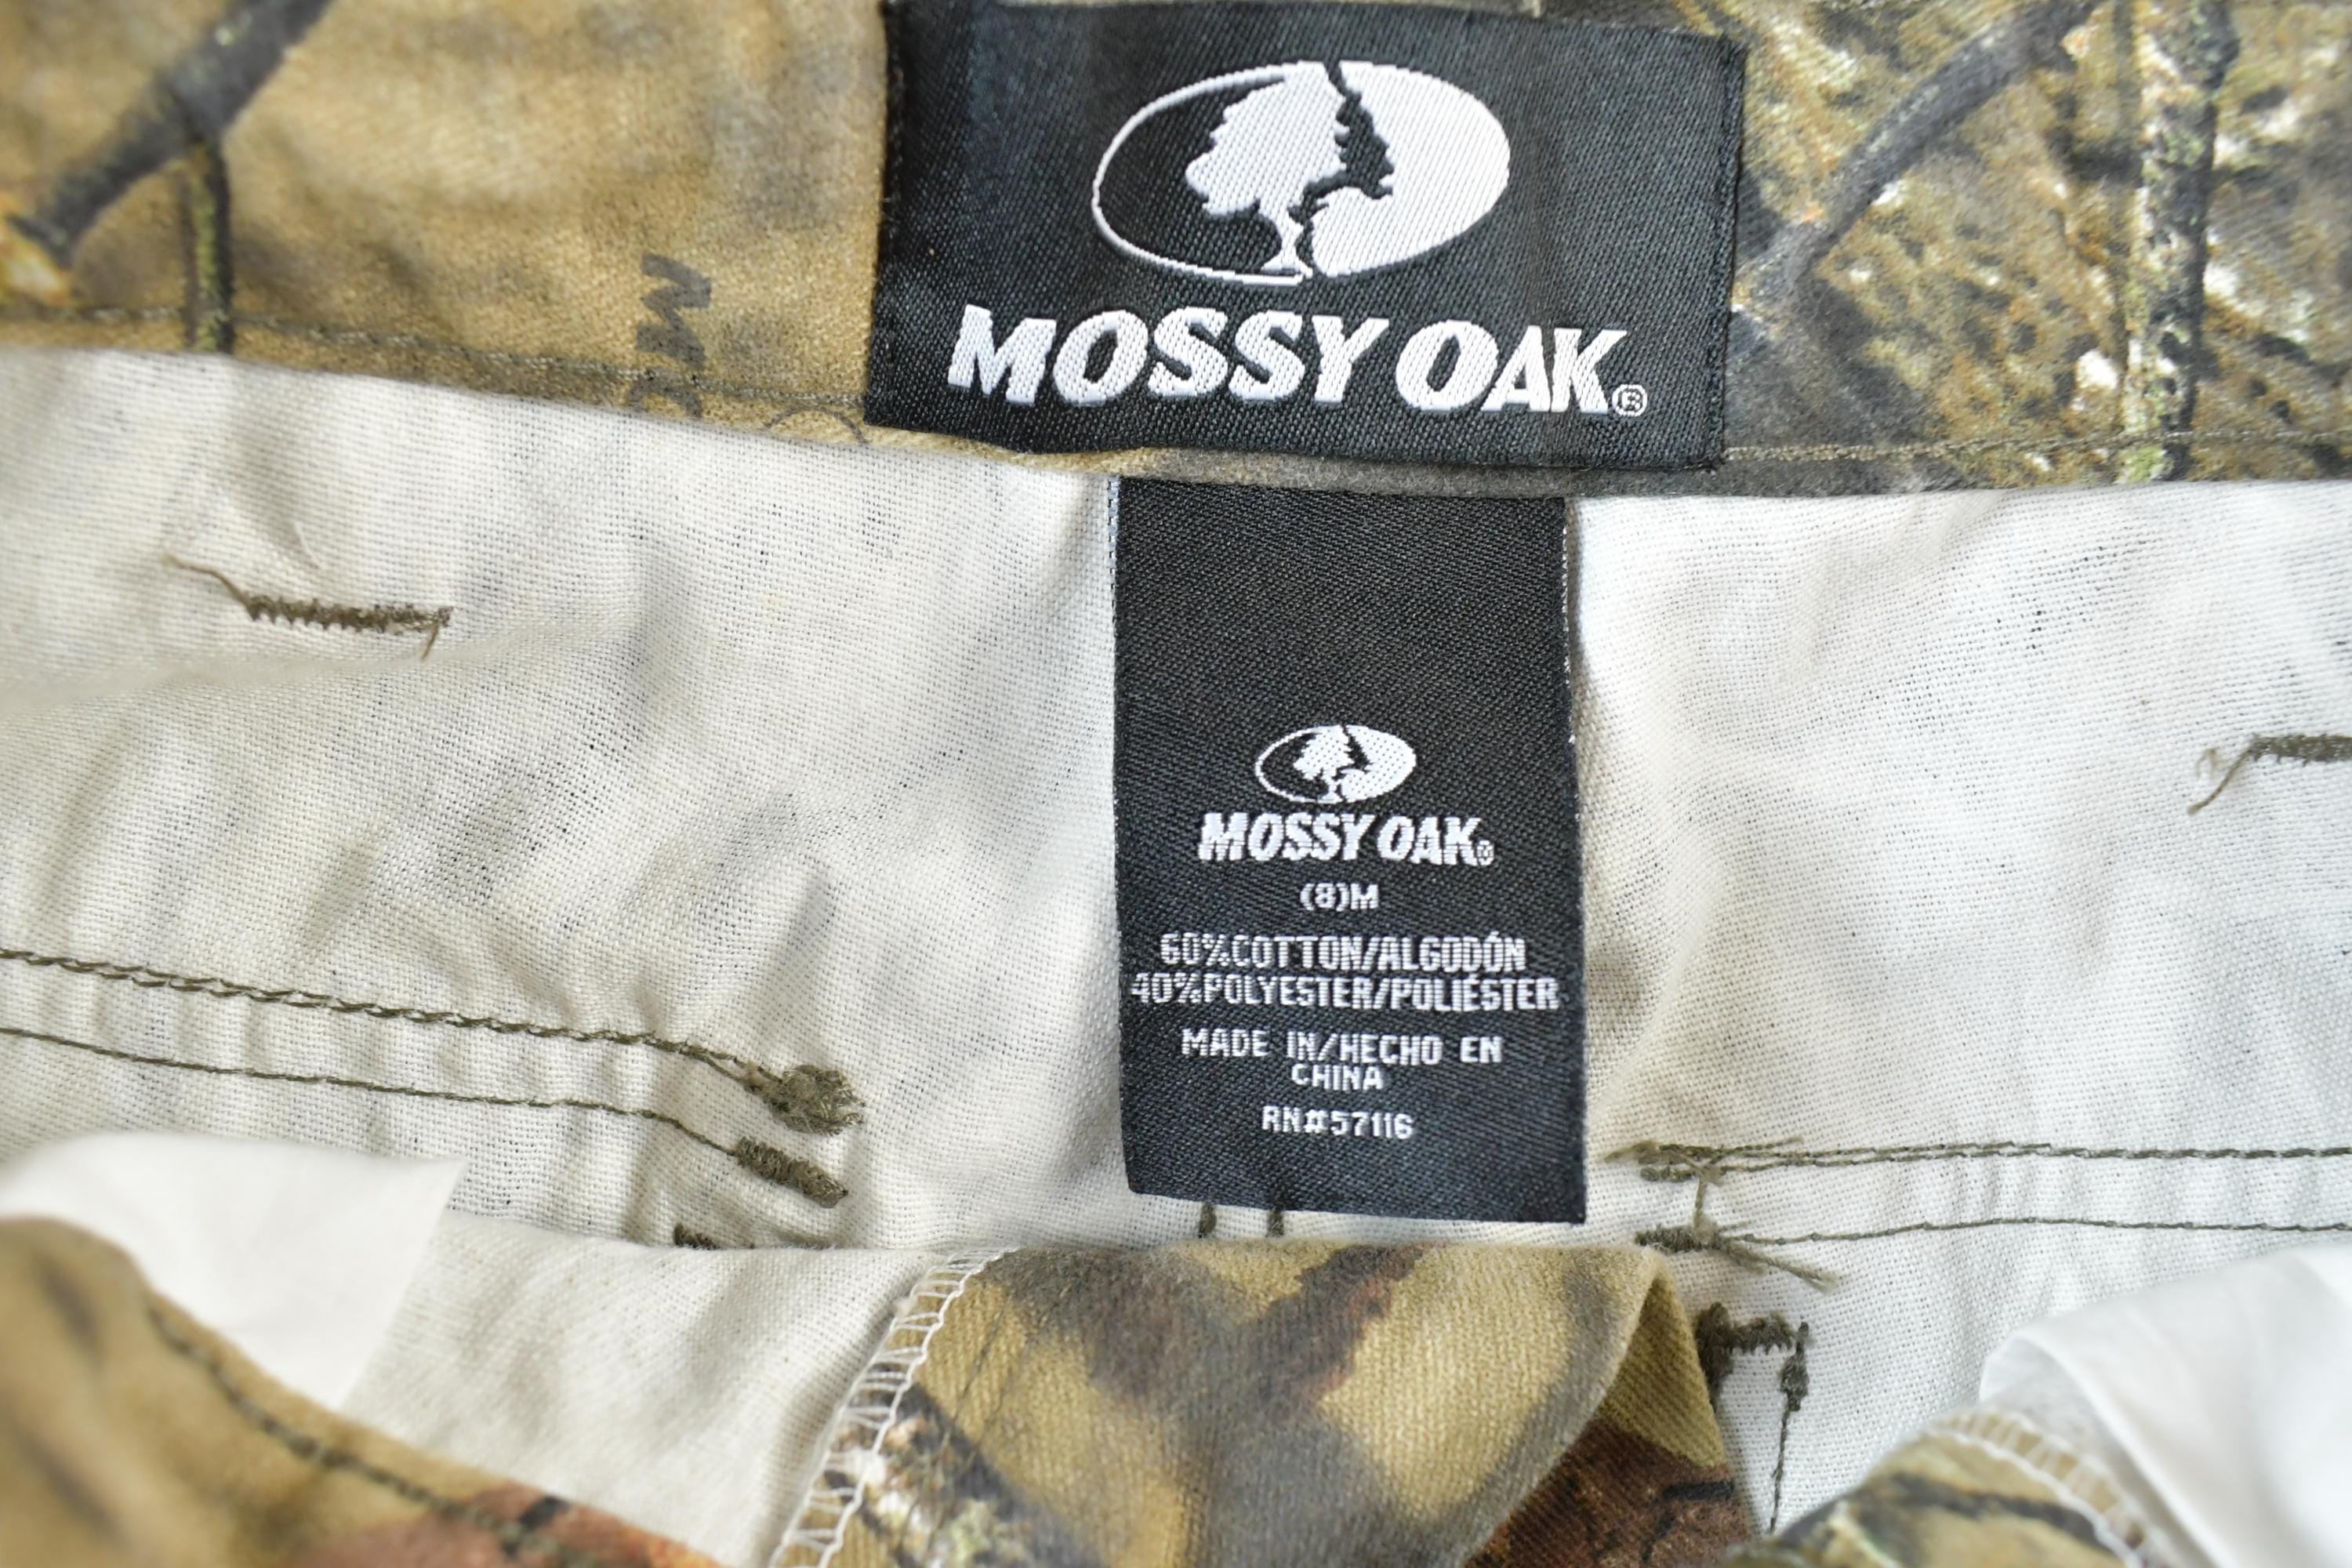 MOSSY OAK®
MOSSY OAK®
(8)M
60%COTTON/ALGODÓN
40%POLYESTER/POLIÉSTER
MADE IN/HECHO EN
CHINA
RN#57116